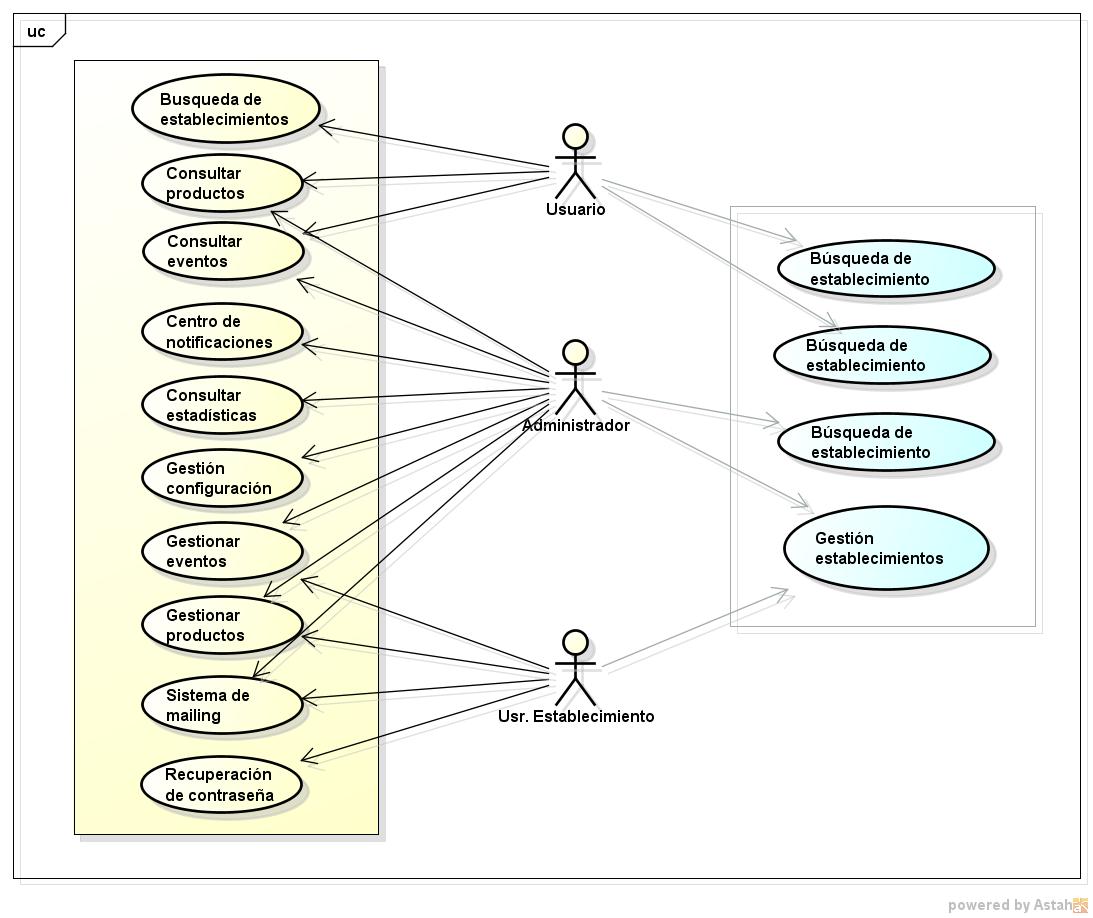 uc
Busqueda de
establecimientos
Consultar
productos
Consultar
eventos
Centro de
notificaciones
Consultar
estadísticas
Gestión
configuración
Gestionar
eventos
Gestionar
productos
Sistema de
mailing
Recuperación
de contraseña
Usuario
Administrador
Usr. Establecimiento
Búsqueda de
establecimiento
Búsqueda de
establecimiento
Búsqueda de
establecimiento
Gestión
establecimientos
powered by Astah